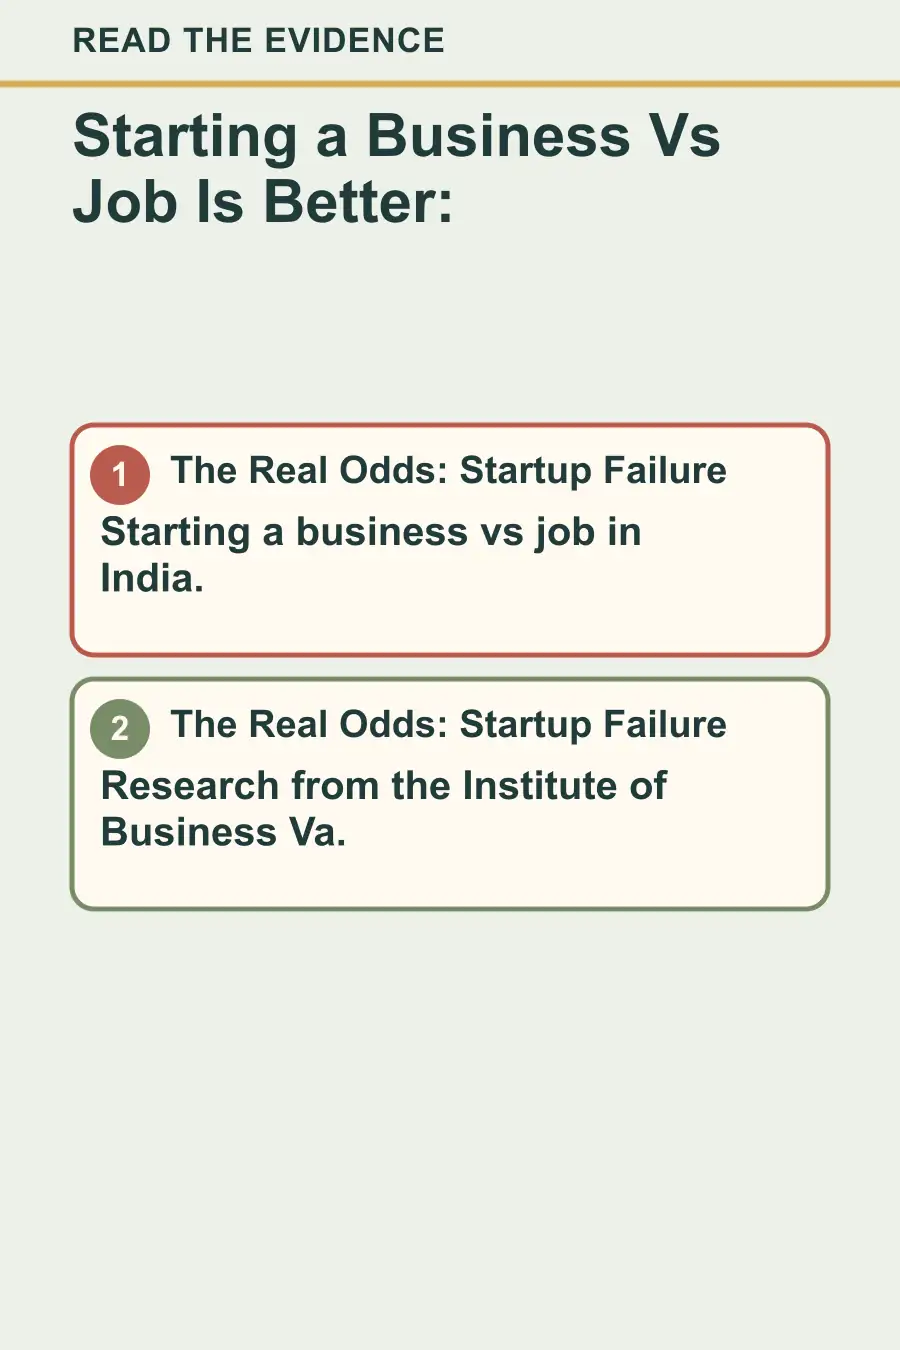 READ THE EVIDENCE
Starting a Business Vs
Job Is Better:
1 The Real Odds: Startup Failure
Starting a business vs job in
India.
2 The Real Odds: Startup Failure
Research from the Institute of
Business Va.